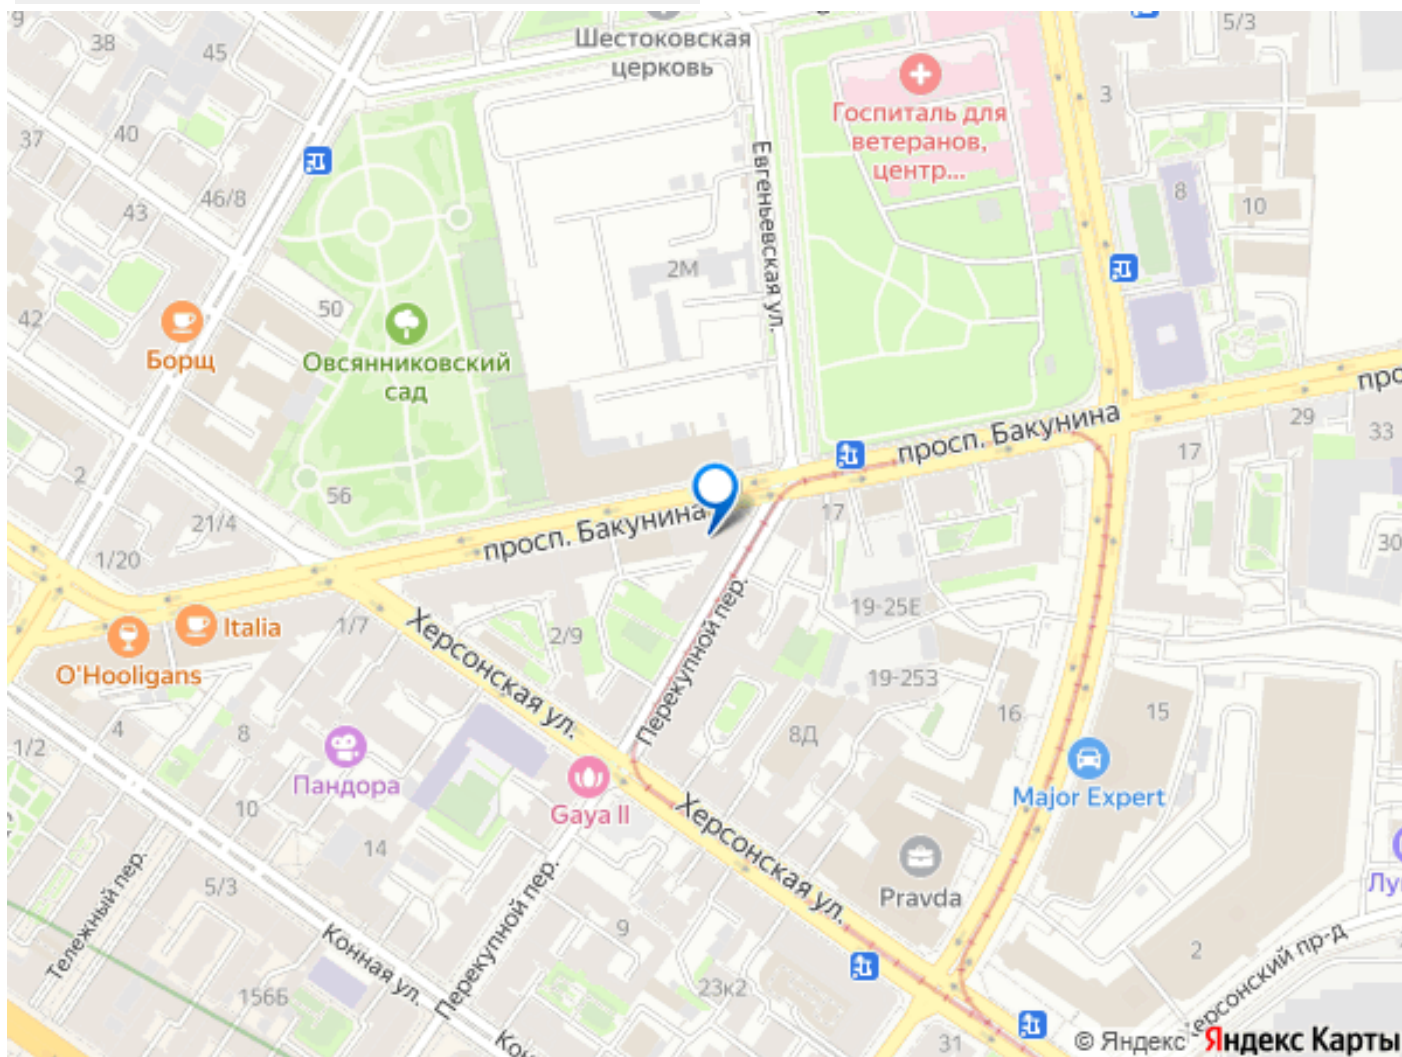 9
38
45
Шестоковская
церковь
5/3
3
Госпиталь для
ветеранов,
центр...
37
40
46/8
43
Евгеньевская ул.
8
10
2М
50
42
Борщ
Овсянниковский
сад
просп. Бакунина
29
33
17
2
56
21/4
просп. Бакунина
17
30
1/20
Italia
1/7
O'Hooligans
Херсонская ул.
2/9
Перекупной пер.
19-25Е
19-253
16
15
8Д
4
8
1/2
Пандора
Gaya II
Major Expert
10
14
Херсонская ул.
Pravda
5/3
Тележный пер.
Конная ул.
Перекупной пер.
9
2
156Б
23к2
31
© Яндекс Яндекс Карты